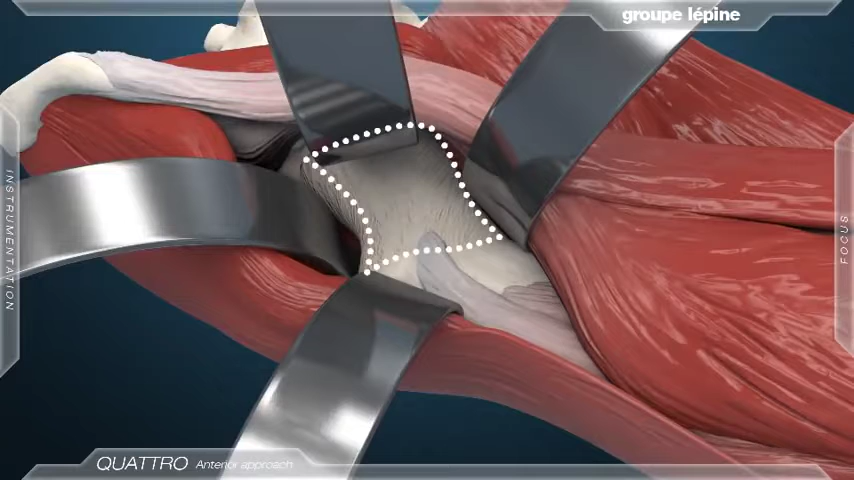 groupe lépine
INSTRUMENTATION
FOCUS
QUATTRO Anterior approach